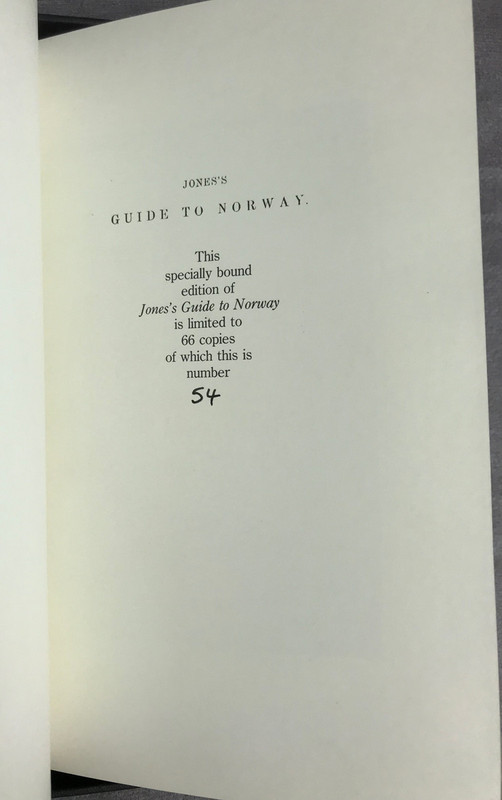 JONES'S
GUIDE TO NORWAY.
This
specially bound
edition of
Jones's Guide to Norway
is limited to
66 copies
of which this is
number
54